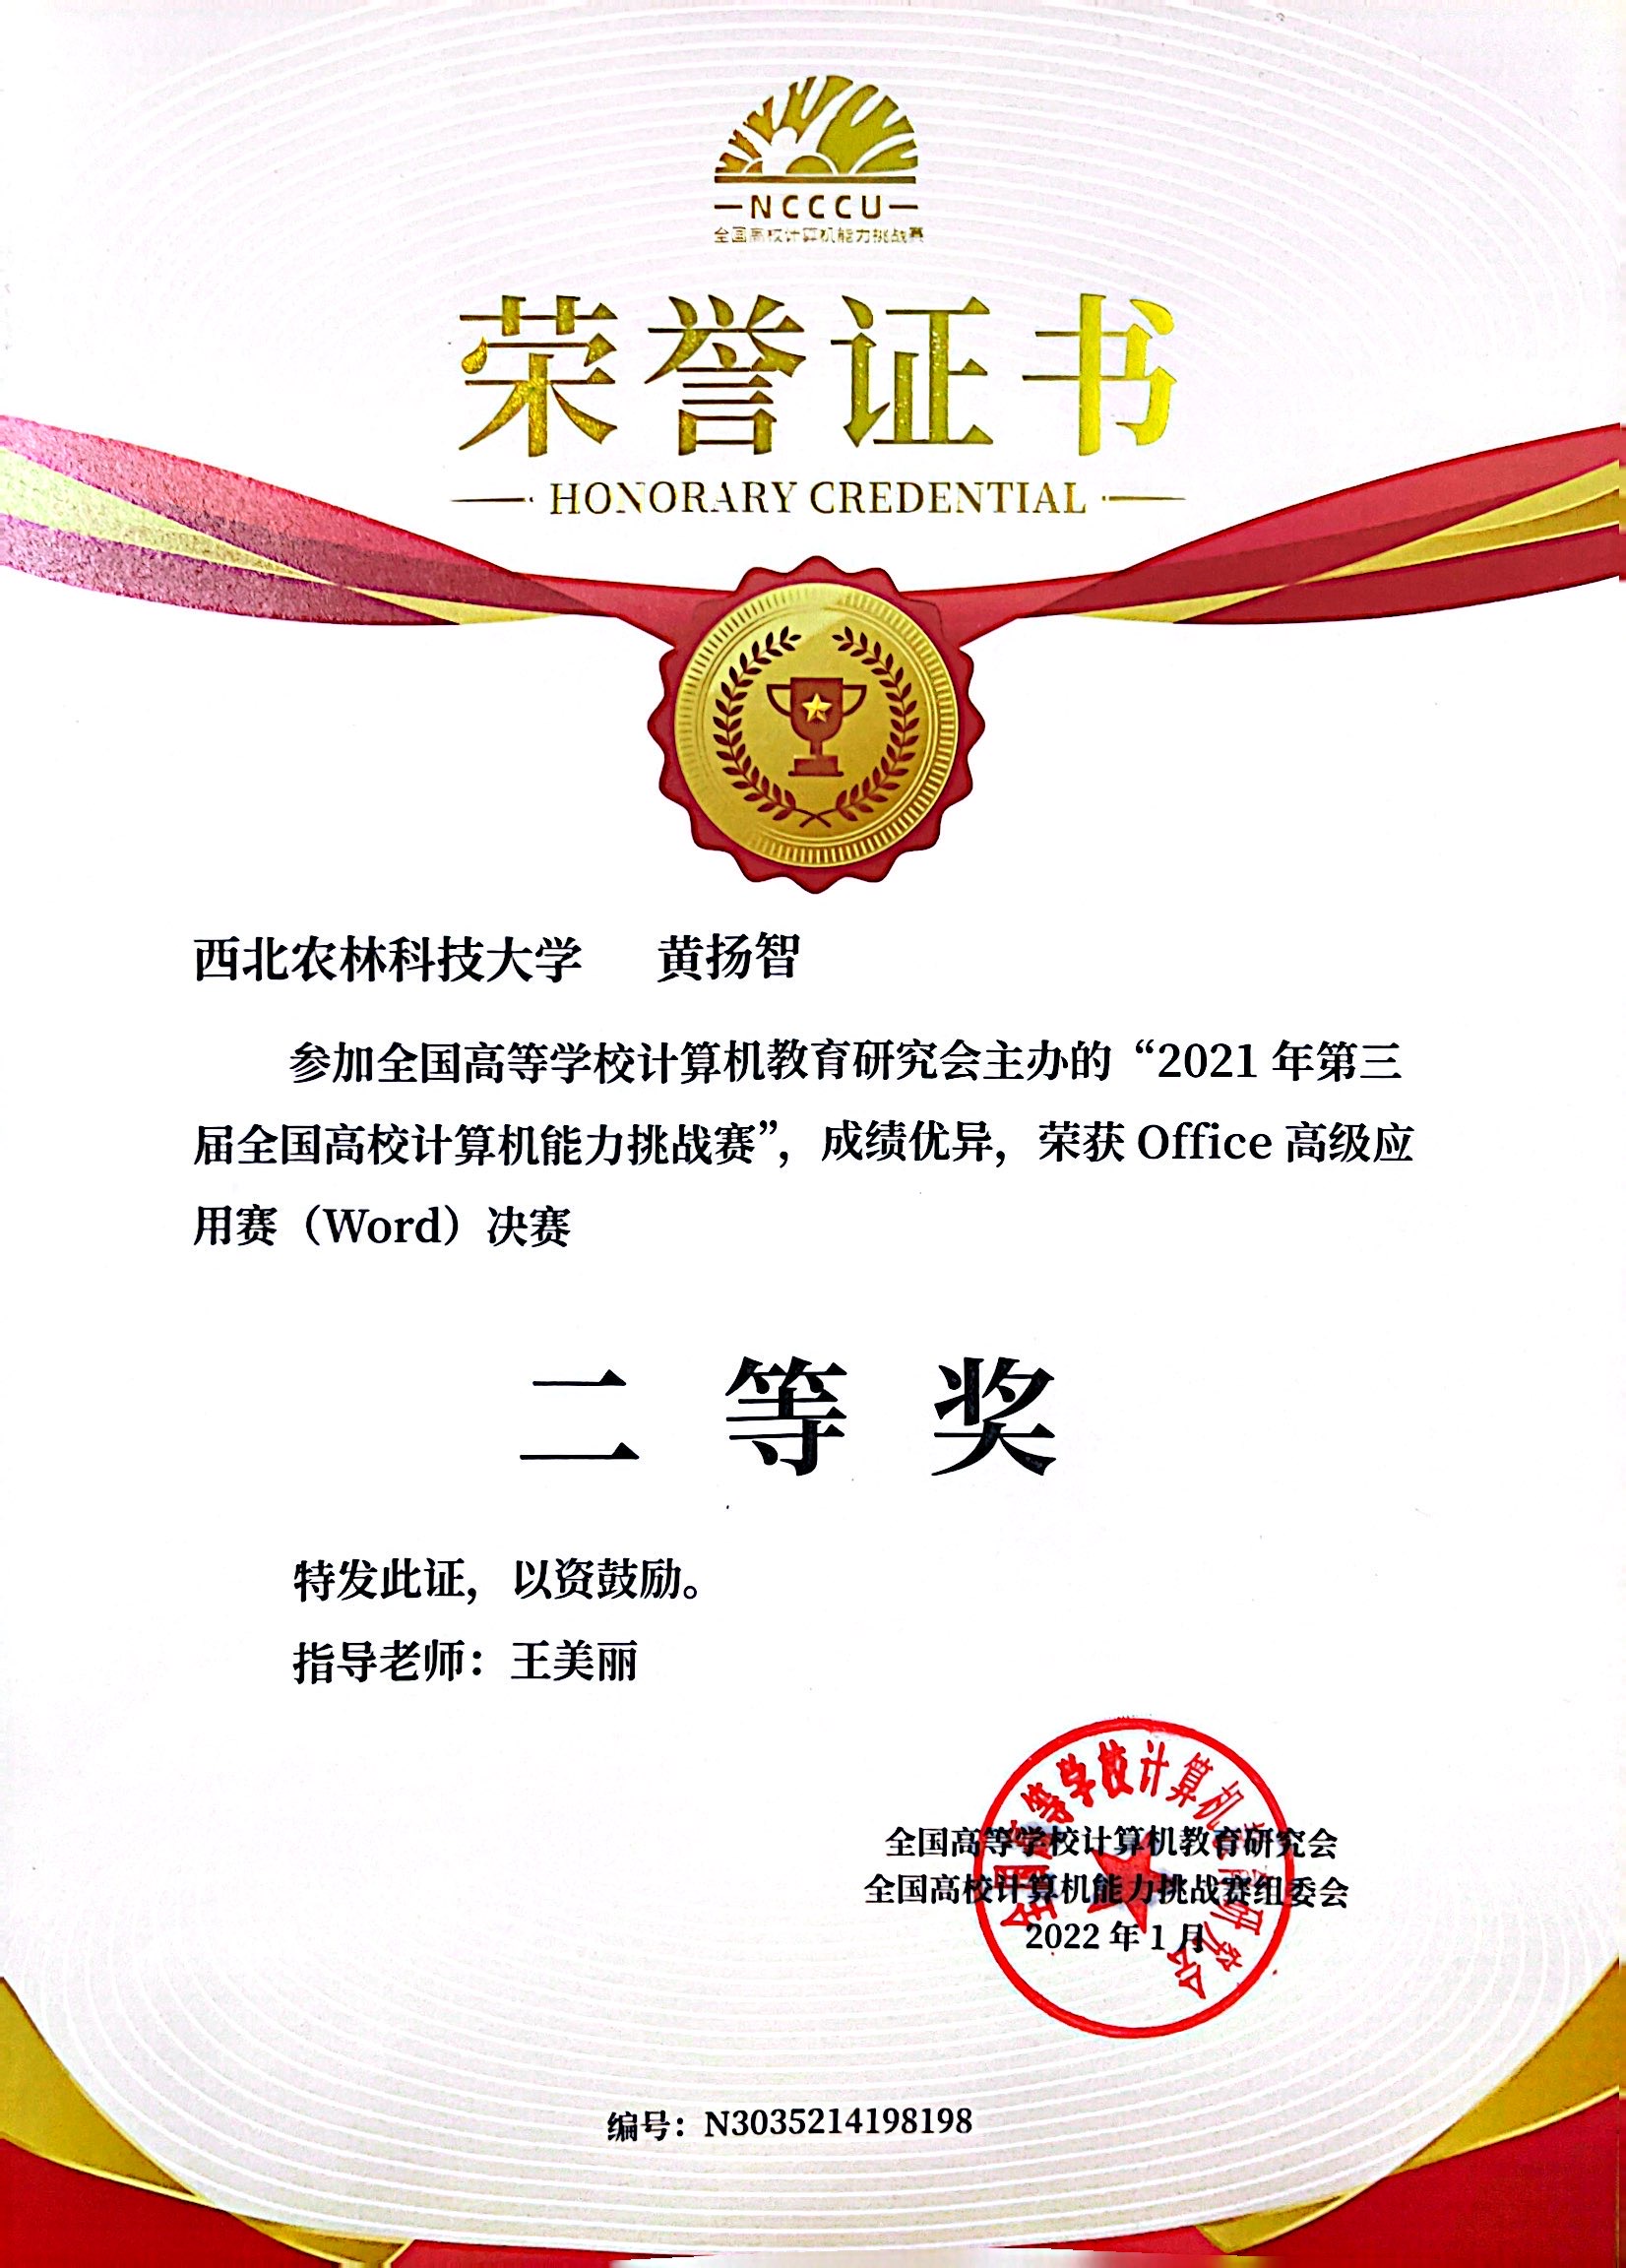 NCCCU
全国高校计算机能力挑战赛
荣誉证书
HONORARY CREDENTIAL
西北农林科技大学 黄扬智
参加全国高等学校计算机教育研究会主办的“2021 年第三
届全国高校计算机能力挑战赛”，成绩优异，荣获 Office 高级应
用赛（Word）决赛
二等奖
特发此证，以资鼓励。
指导老师：王美丽
全国高等学校计算机教育研究会
全国高等学校计算机教育研究会
全国高校计算机能力挑战赛组委会
2022 年 1 月
编号：N3035214198198